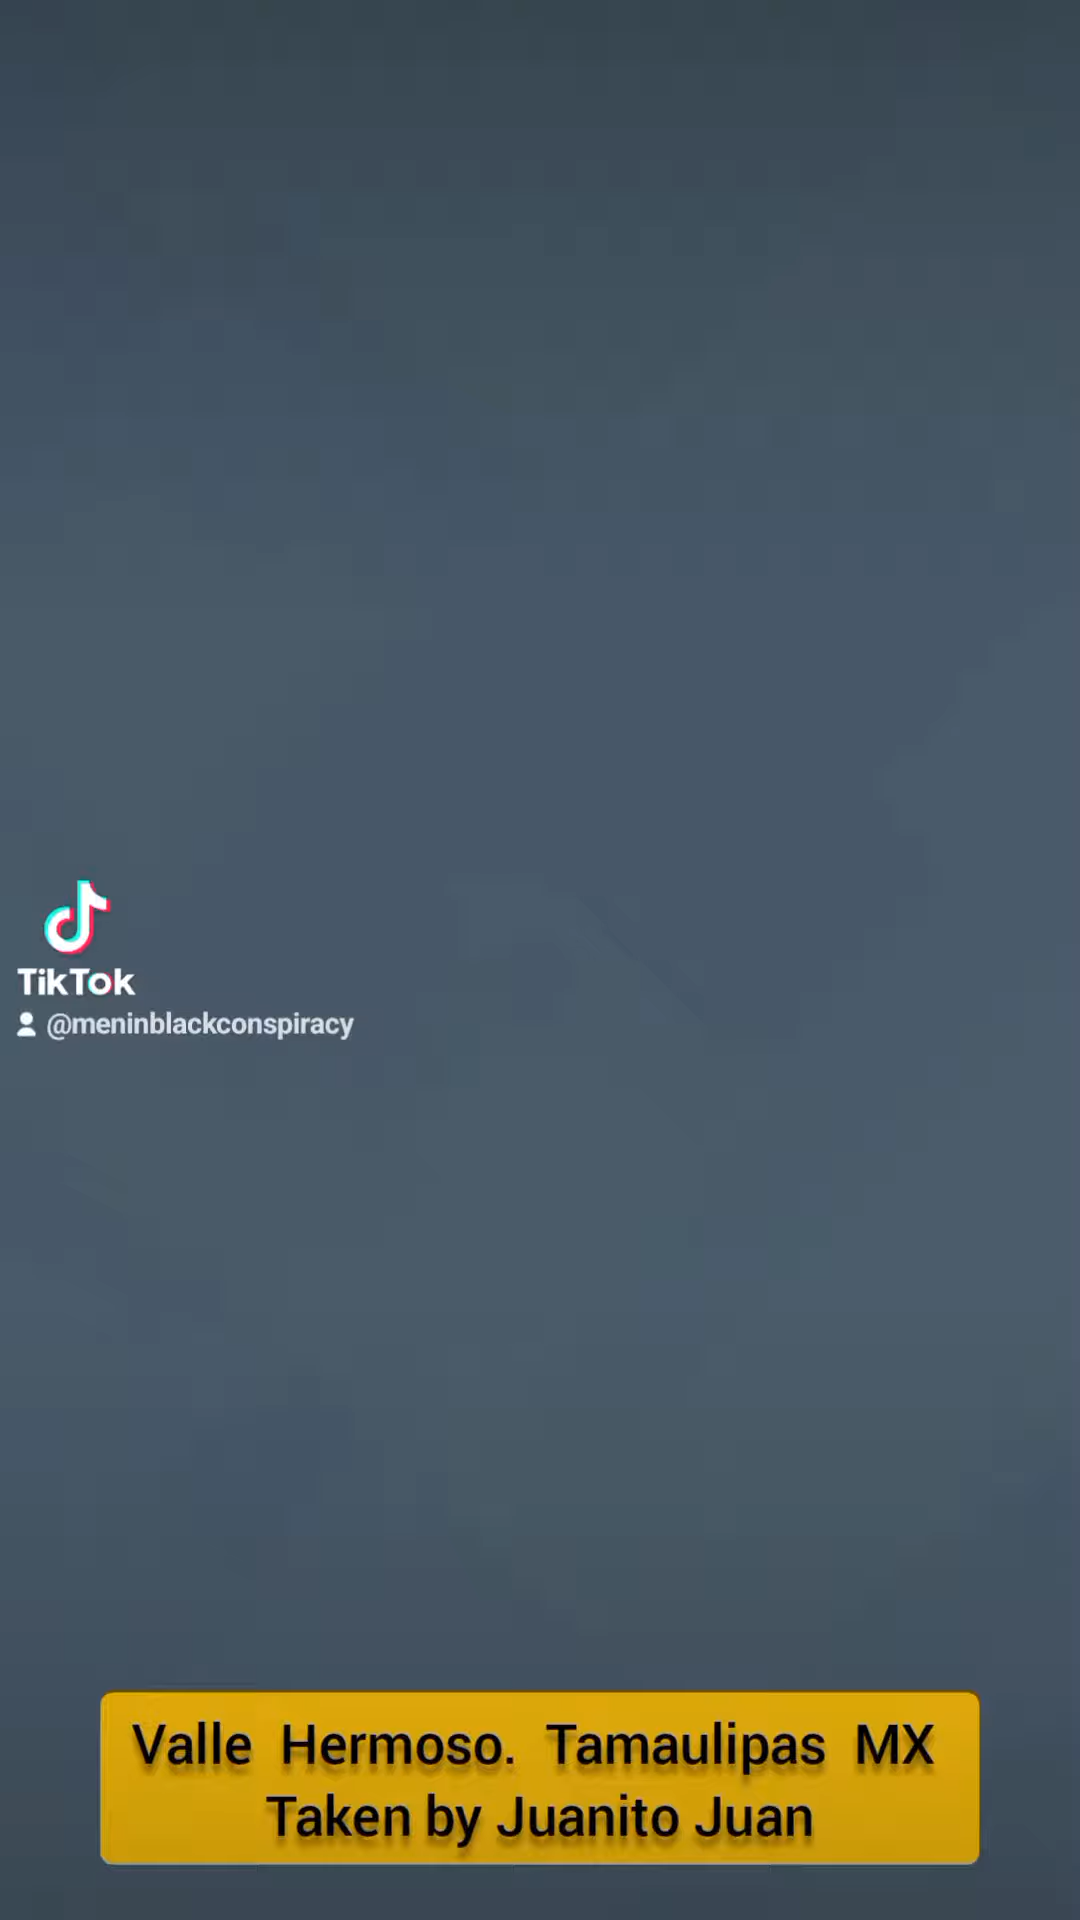 TikTok
@meninblackconspiracy
Valle Hermoso. Tamaulipas MX
Taken by Juanito Juan